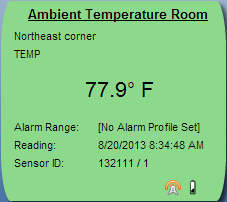 Ambient Temperature Room
Northeast corner
TEMP
77.9° F
Alarm Range: [No Alarm Profile Set]
Reading: 8/20/2013 8:34:48 AM
Sensor ID: 132111 / 1